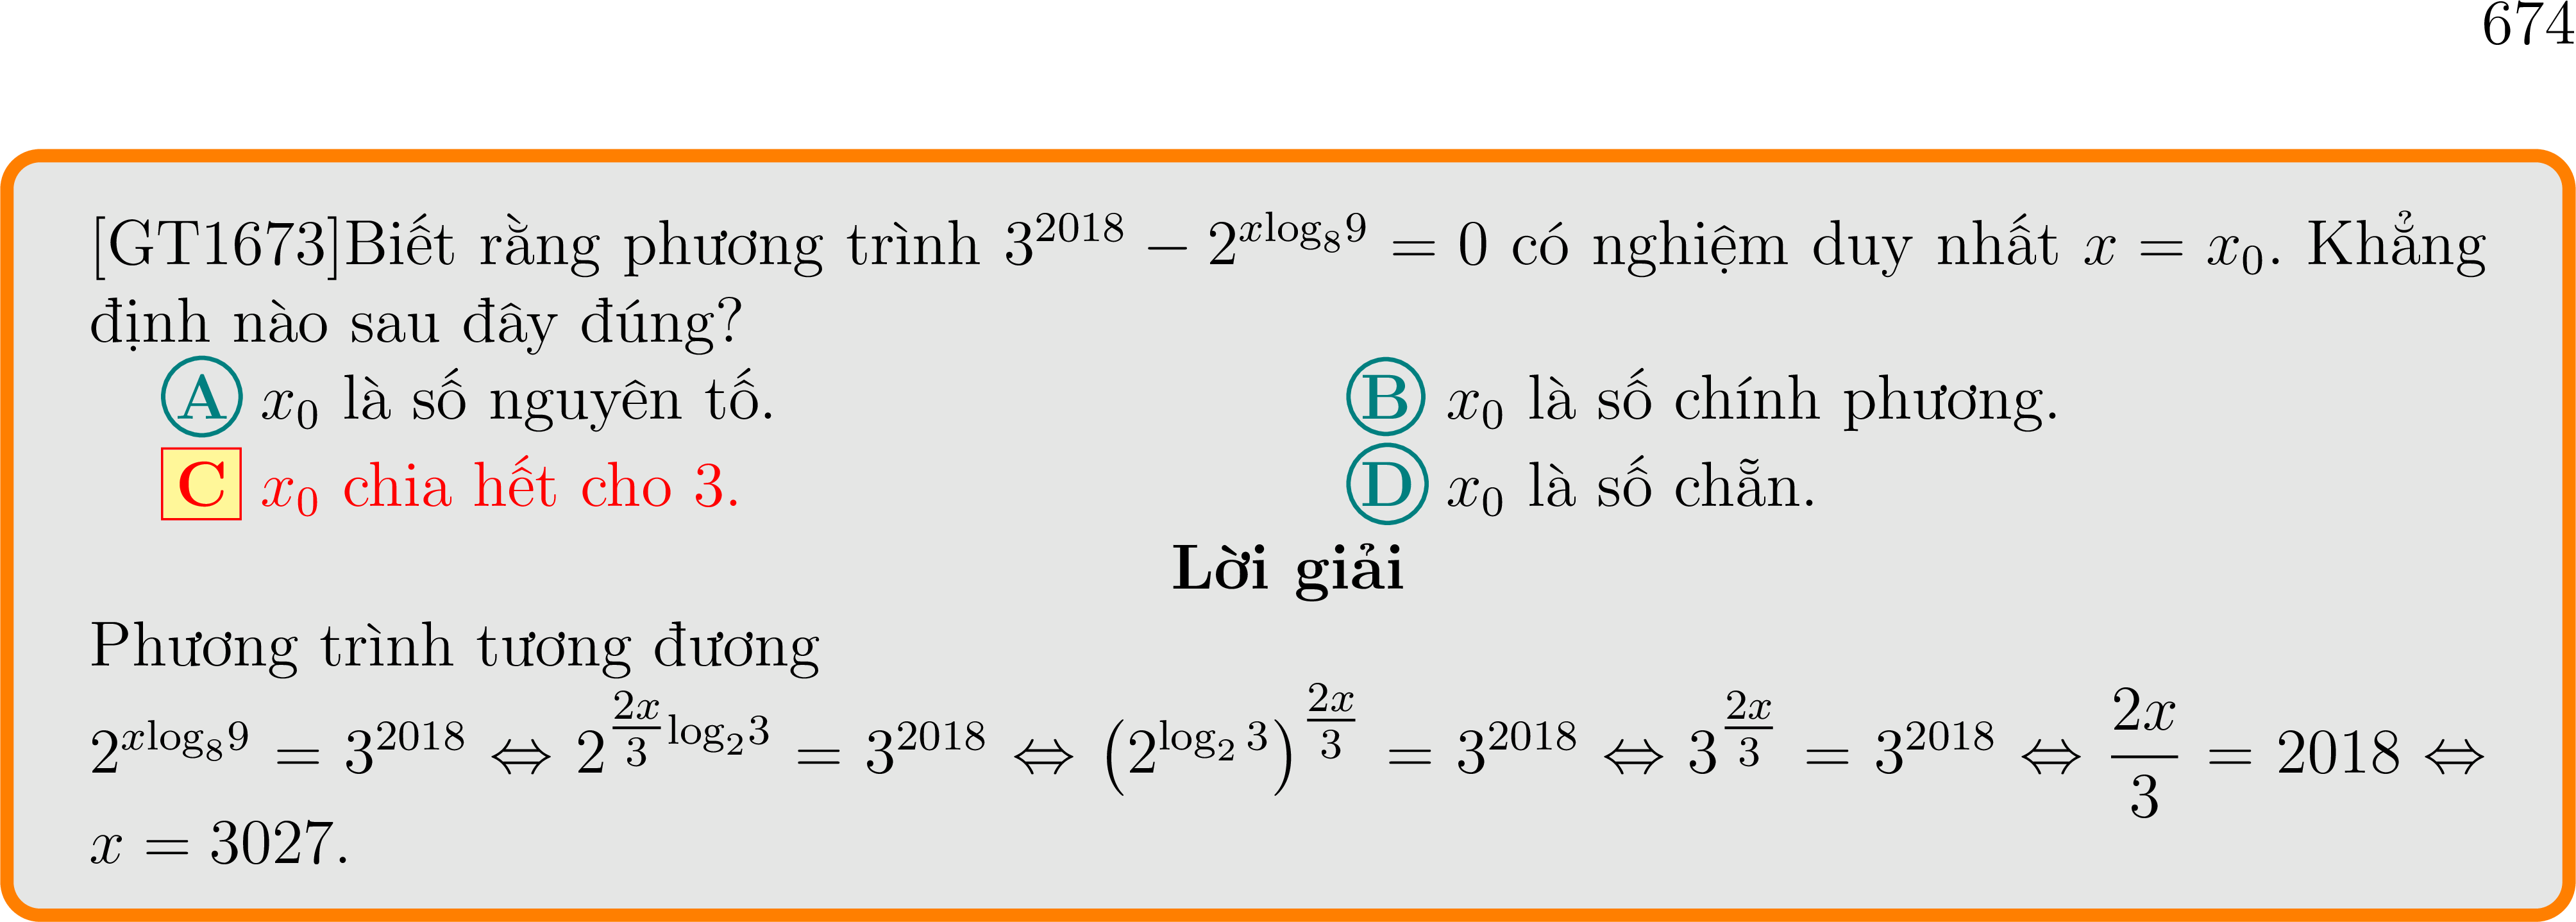 674
[GT1673]Biết rằng phương trình $3^{2018} - 2^{x\log_8 9} = 0$ có nghiệm duy nhất $x = x_0$. Khẳng
định nào sau đây đúng?
A $x_0$ là số nguyên tố. B $x_0$ là số chính phương.
C $x_0$ chia hết cho 3. D $x_0$ là số chẵn.
Lời giải
Phương trình tương đương
$2^{x\log_8 9} = 3^{2018} \Leftrightarrow 2^{\frac{2x}{3}\log_2 3} = 3^{2018} \Leftrightarrow \left(2^{\log_2 3}\right)^{\frac{2x}{3}} = 3^{2018} \Leftrightarrow 3^{\frac{2x}{3}} = 3^{2018} \Leftrightarrow \frac{2x}{3} = 2018 \Leftrightarrow$
$x = 3027.$